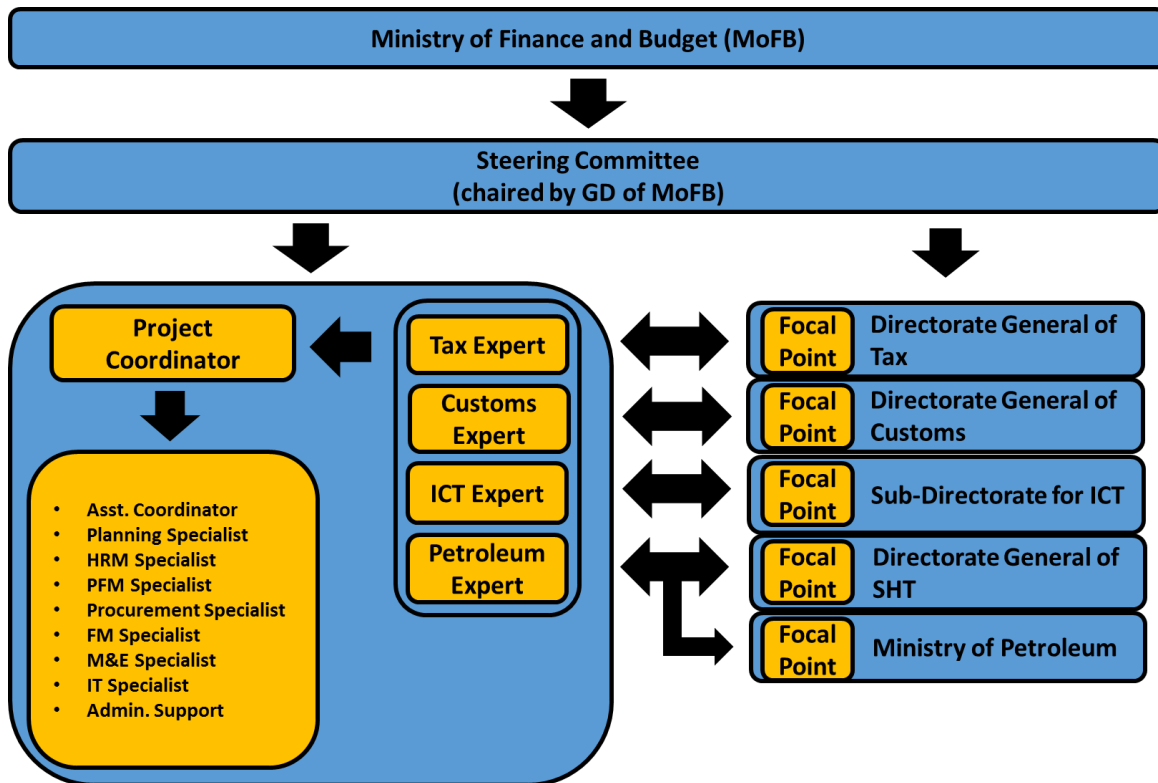 Ministry of Finance and Budget (MoFB)
Steering Committee
(chaired by GD of MoFB)
Project
Coordinator
• Asst. Coordinator
• Planning Specialist
• HRM Specialist
• PFM Specialist
• Procurement Specialist
• FM Specialist
• M&E Specialist
• IT Specialist
• Admin. Support
Tax Expert
Customs
Expert
ICT Expert
Petroleum
Expert
Focal
Point
Directorate General of
Tax
Focal
Point
Directorate General of
Customs
Focal
Point
Sub-Directorate for ICT
Focal
Point
Directorate General of
SHT
Focal
Point
Ministry of Petroleum